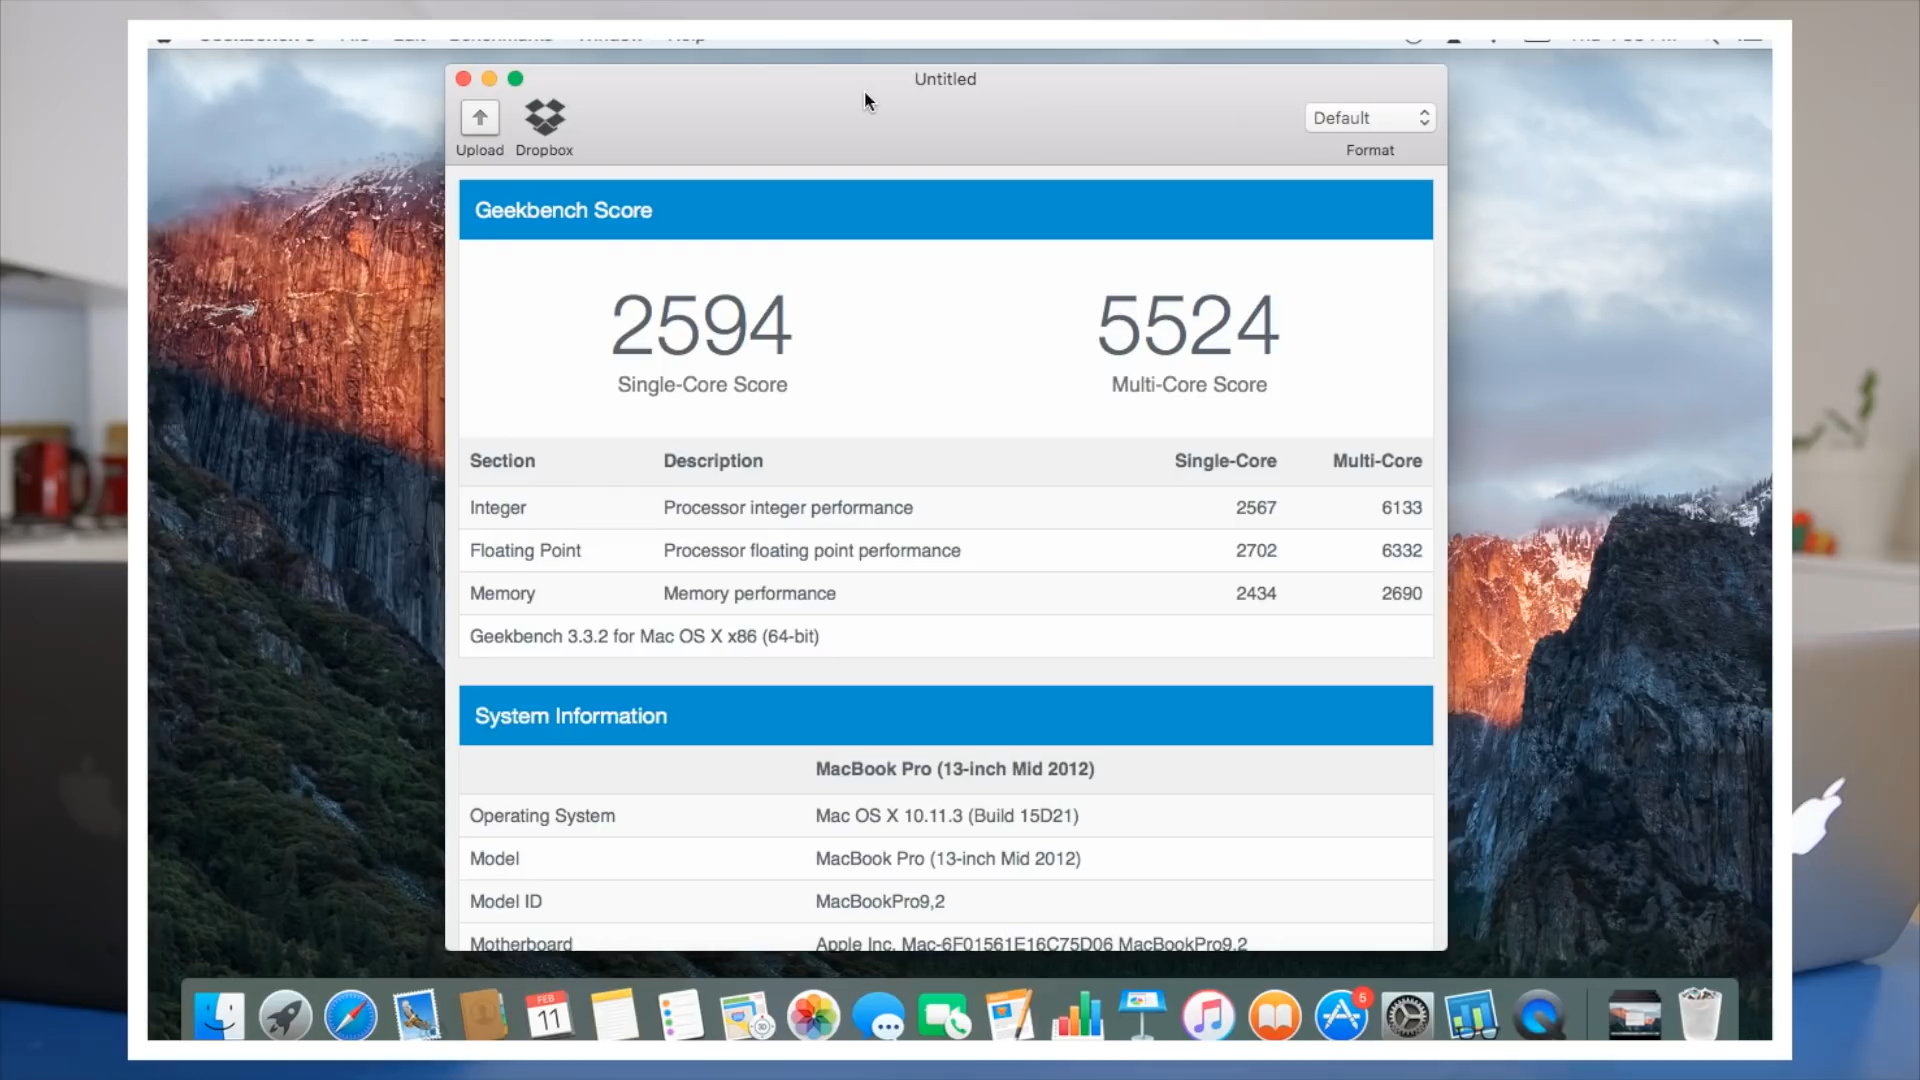 Untitled
Upload Dropbox
Default
Format
Geekbench Score
2594 5524
Single-Core Score Multi-Core Score
Section Description Single-Core Multi-Core
Integer Processor integer performance 2567 6133
Floating Point Processor floating point performance 2702 6332
Memory Memory performance 2434 2690
Geekbench 3.3.2 for Mac OS X x86 (64-bit)
System Information
MacBook Pro (13-inch Mid 2012)
Operating System Mac OS X 10.11.3 (Build 15D21)
Model MacBook Pro (13-inch Mid 2012)
Model ID MacBookPro9,2
Motherboard Apple Inc. Mac-6F01561E16C75D06 MacBookPro9,2
FEB
11
5